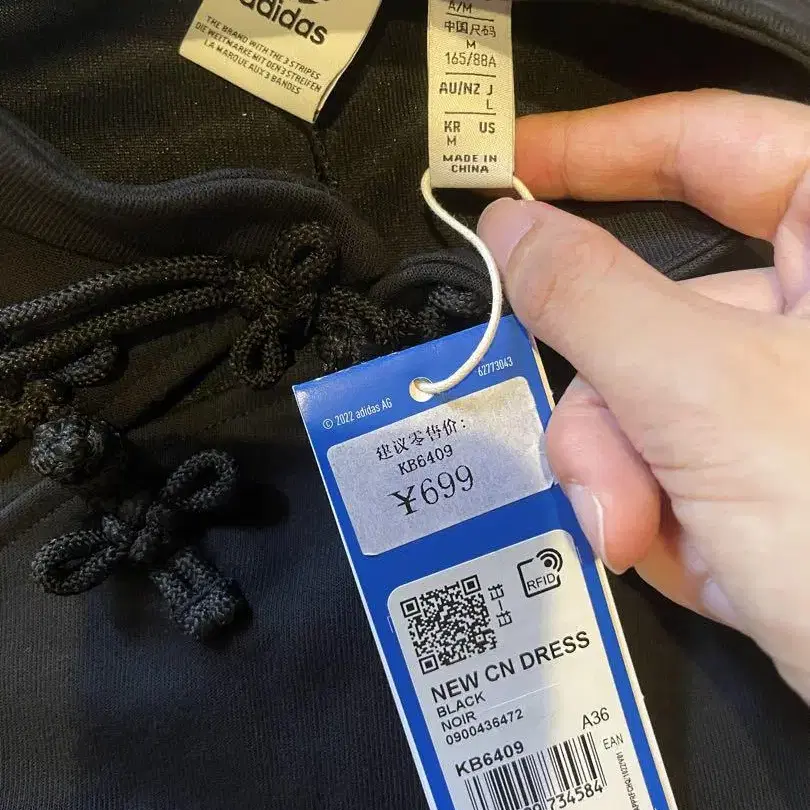 adidas
THE BRAND WITH THE 3 STRIPES
DIE WELTMARKE MIT DEN 3 STREIFEN
LA MARQUE AUX 3 BANDES
A/M
中国尺码
M
165/88A
AU/NZ J
L
KR US
M
MADE IN
CHINA
62773043
© 2022 adidas AG
建议零售价:
KB6409
¥699
RFID
NEW CN DRESS
BLACK
NOIR
0900436472
A36
KB6409
EAN
734584